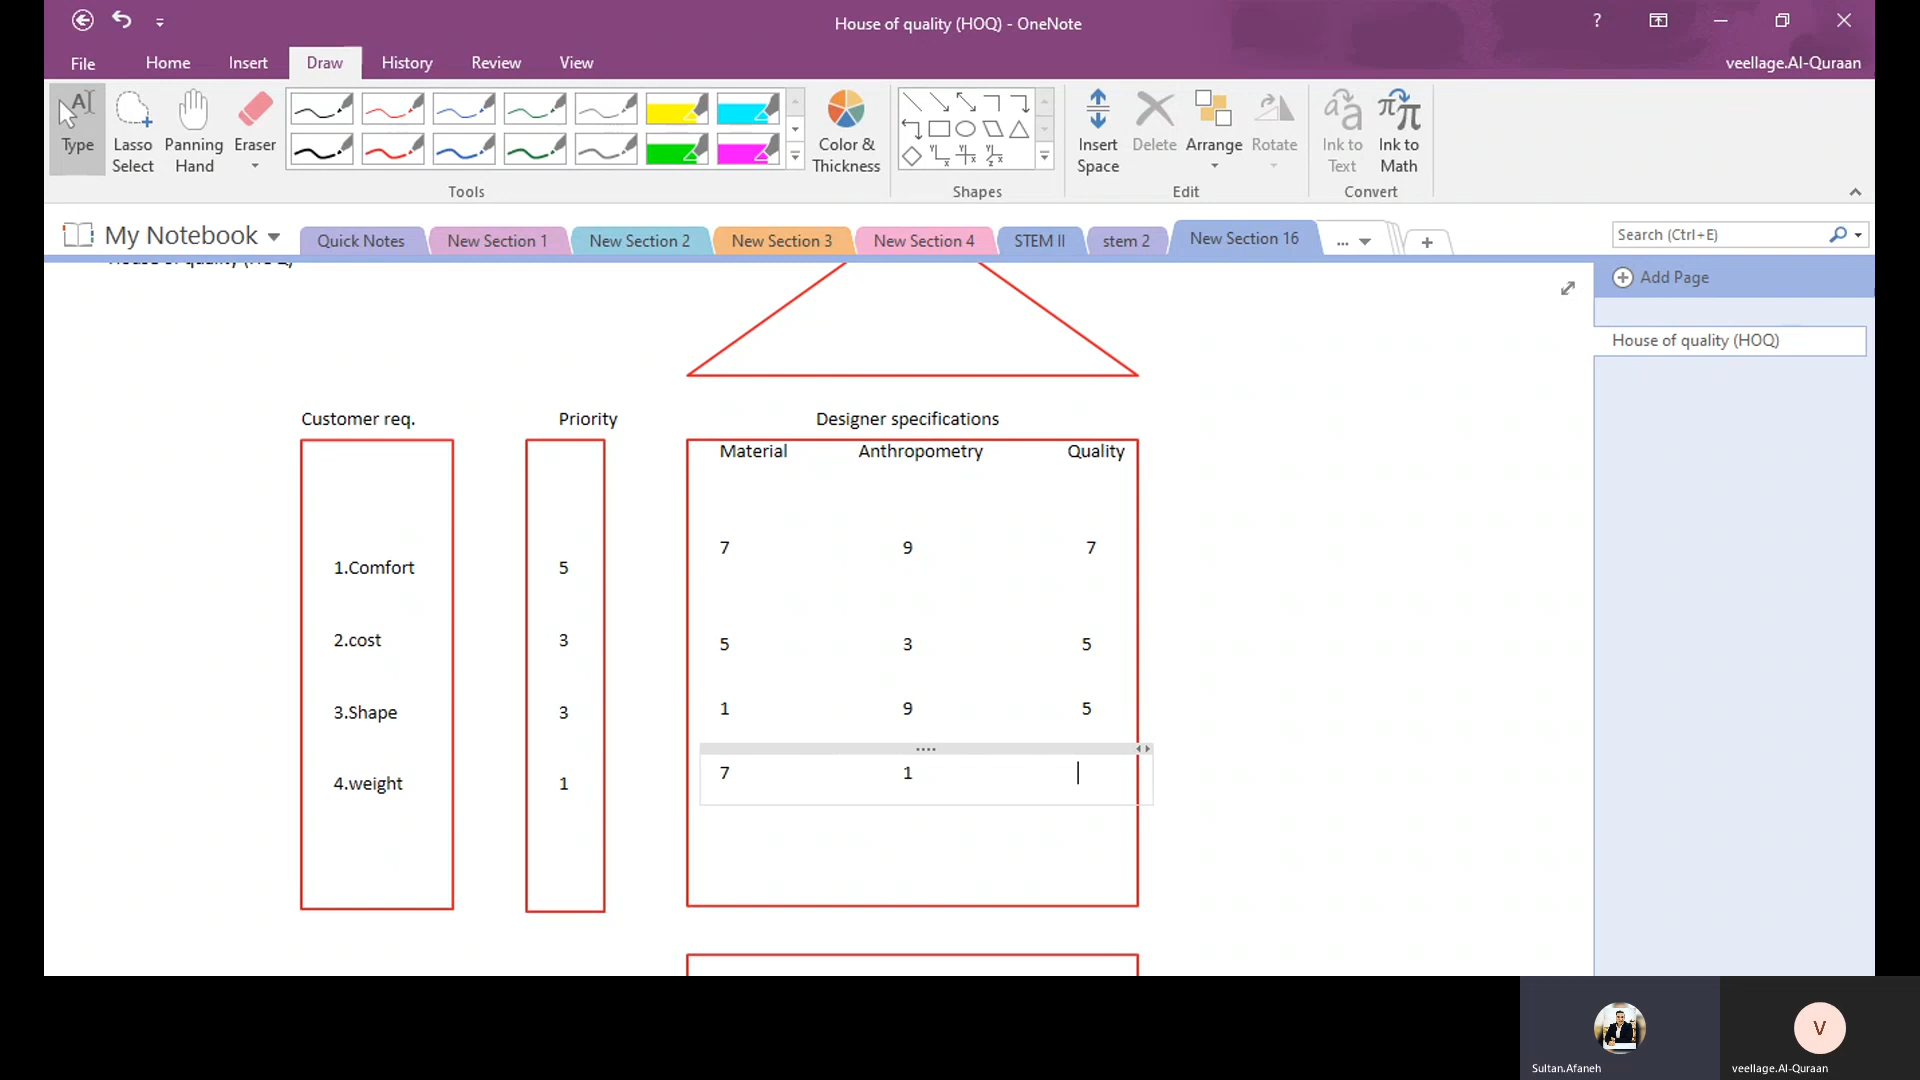 House of quality (HOQ) - OneNote
?
File Home Insert Draw History Review View
veellage.Al-Quraan
Type
Lasso Select
Panning Hand
Eraser
Color & Thickness
Insert Space
Delete
Arrange
Rotate
Ink to Text
Ink to Math
Tools
Shapes
Edit
Convert
My Notebook
Quick Notes
New Section 1
New Section 2
New Section 3
New Section 4
STEM II
stem 2
New Section 16
...
Search (Ctrl+E)
House of quality (HOQ)
Add Page
House of quality (HOQ)
Customer req. Priority Designer specifications
Material Anthropometry Quality
7 9 7
1.Comfort 5
2.cost 3
5 3 5
3.Shape 3
1 9 5
7 1
4.weight 1
Sultan.Afaneh
V
veellage.Al-Quraan